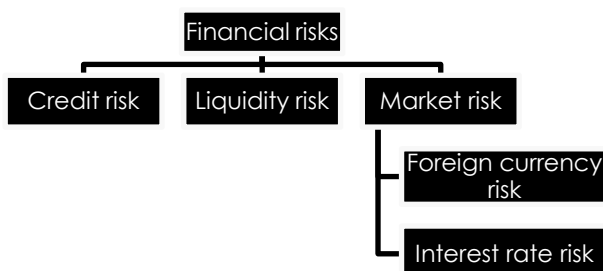 Financial risks
Credit risk
Liquidity risk
Market risk
Foreign currency
risk
Interest rate risk